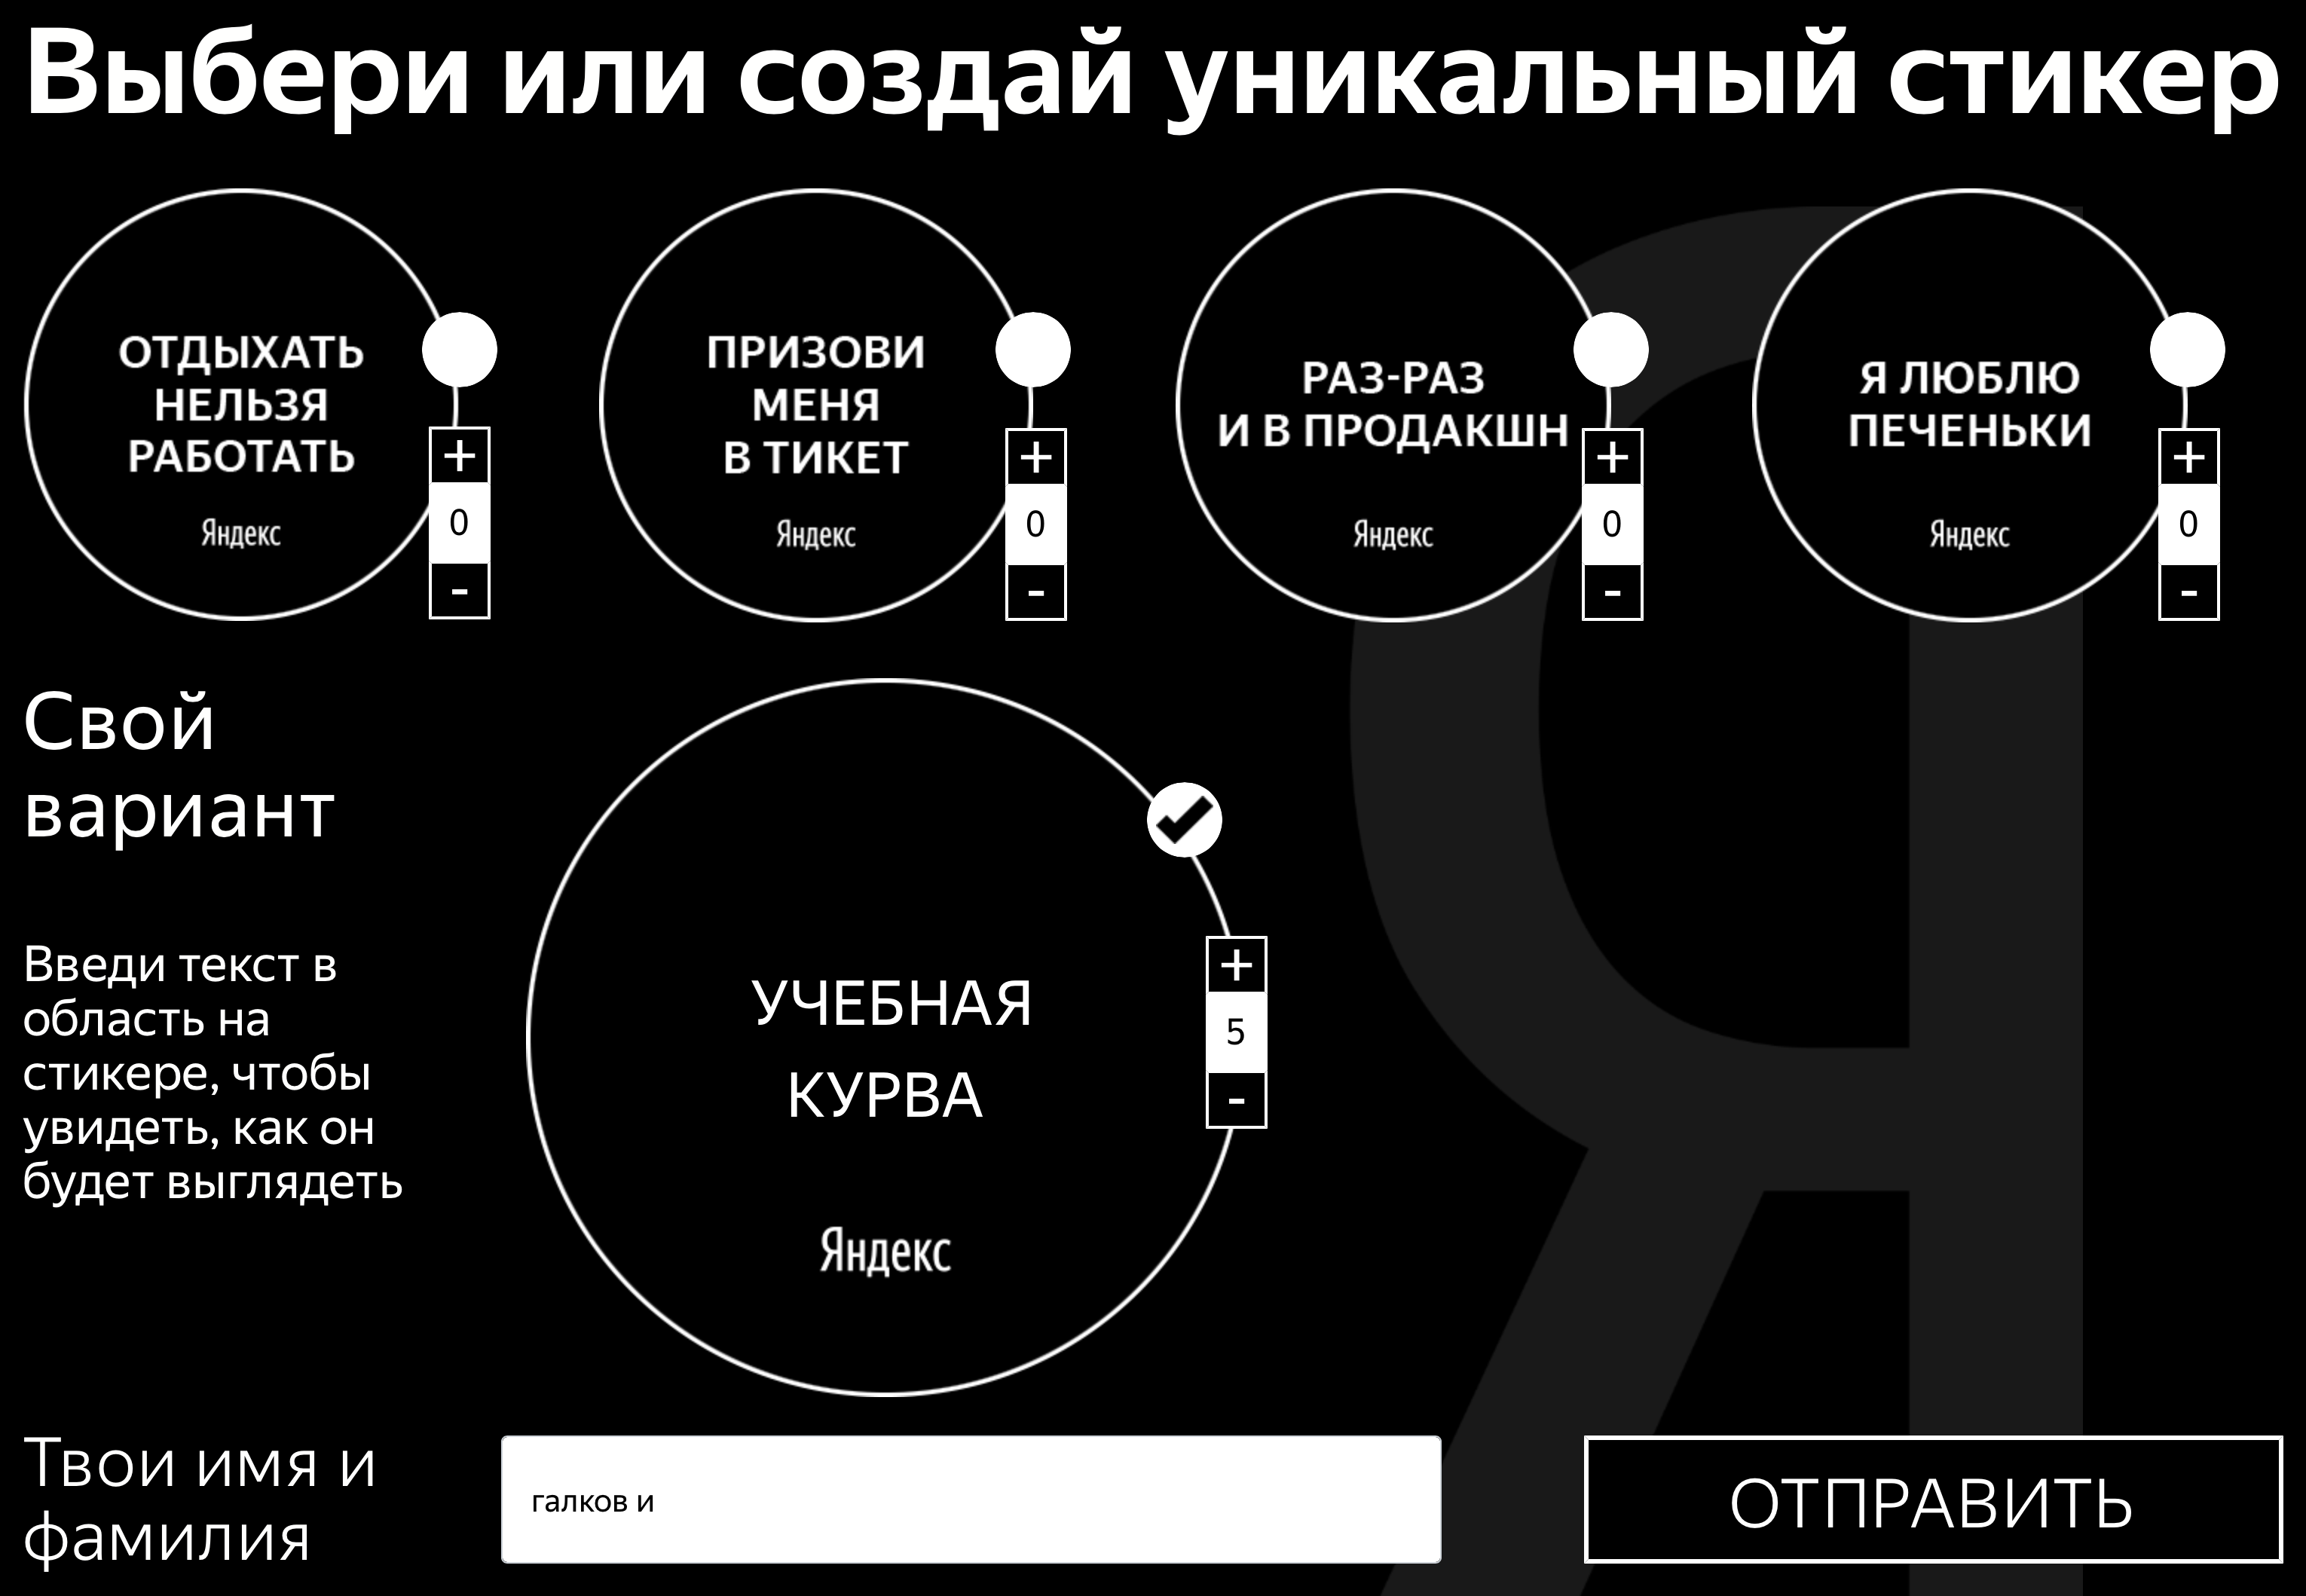 Выбери или создай уникальный стикер
ОТДЫХАТЬ
НЕЛЬЗЯ
РАБОТАТЬ
Яндекс
+
0
-
ПРИЗОВИ
МЕНЯ
В ТИКЕТ
Яндекс
+
0
-
РАЗ-РАЗ
И В ПРОДАКШН
Яндекс
+
0
-
Я ЛЮБЛЮ
ПЕЧЕНЬКИ
Яндекс
+
0
-
Свой
вариант
Введи текст в
область на
стикере, чтобы
увидеть, как он
будет выглядеть
УЧЕБНАЯ
КУРВА
Яндекс
+
5
-
Твои имя и
фамилия
галков и
ОТПРАВИТЬ
Я